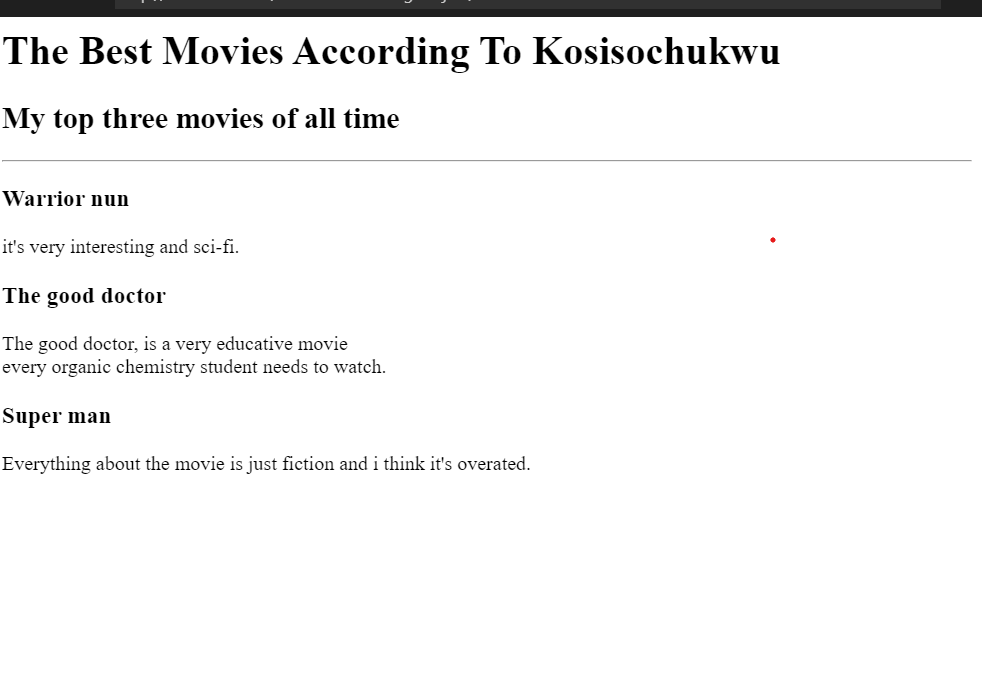 The Best Movies According To Kosisochukwu
My top three movies of all time
Warrior nun
it's very interesting and sci-fi.
The good doctor
The good doctor, is a very educative movie
every organic chemistry student needs to watch.
Super man
Everything about the movie is just fiction and i think it's overated.